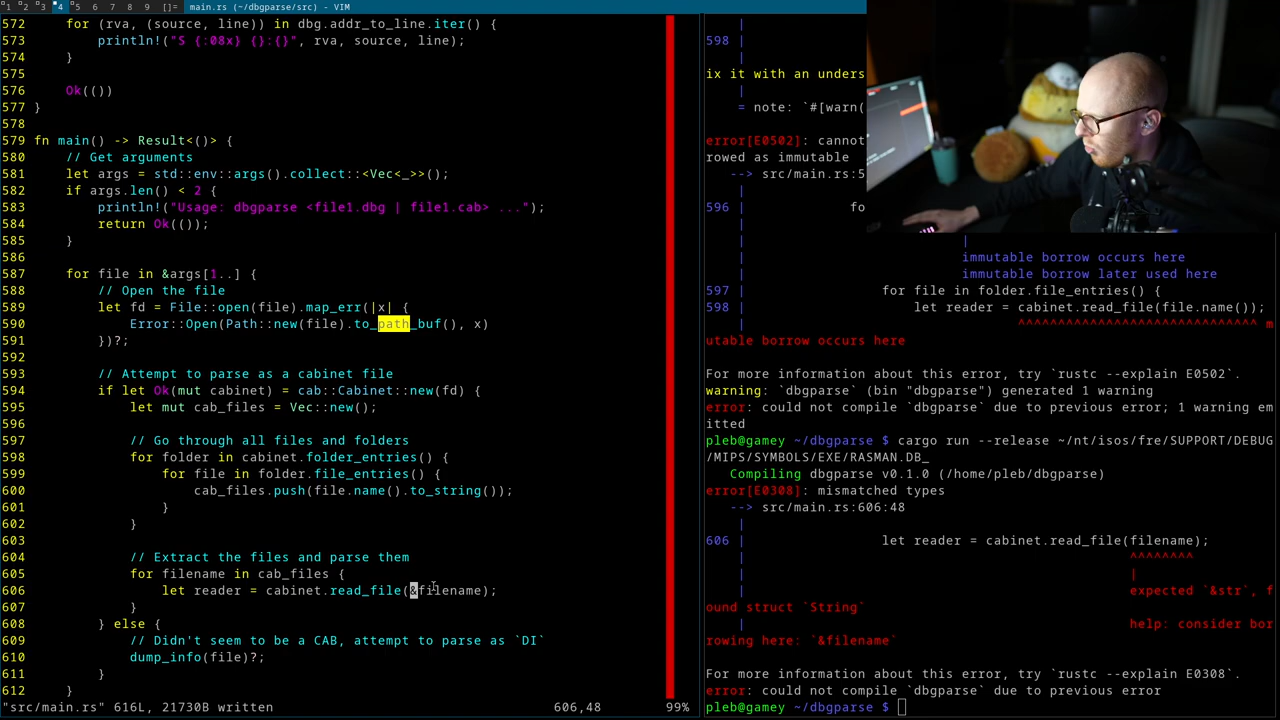 1 2 3 4 5 6 7 8 9 []= main.rs (~/dbgparse/src) - VIM
572     for (rva, (source, line)) in dbg.addr_to_line.iter() {
573         println!("S {:08x} {}:{}", rva, source, line);
574     }
575
576     Ok(())
577 }
578
579 fn main() -> Result<()> {
580     // Get arguments
581     let args = std::env::args().collect::<Vec<_>>();
582     if args.len() < 2 {
583         println!("Usage: dbgparse <file1.dbg | file1.cab> ...");
584         return Ok(());
585     }
586
587     for file in &args[1..] {
588         // Open the file
589         let fd = File::open(file).map_err(|x| {
590             Error::Open(Path::new(file).to_path_buf(), x)
591         })?;
592
593         // Attempt to parse as a cabinet file
594         if let Ok(mut cabinet) = cab::Cabinet::new(fd) {
595             let mut cab_files = Vec::new();
596
597             // Go through all files and folders
598             for folder in cabinet.folder_entries() {
599                 for file in folder.file_entries() {
600                     cab_files.push(file.name().to_string());
601                 }
602             }
603
604             // Extract the files and parse them
605             for filename in cab_files {
606                 let reader = cabinet.read_file(&filename);
607             }
608         } else {
609             // Didn't seem to be a CAB, attempt to parse as `DI`
610             dump_info(file)?;
611         }
612     }
"src/main.rs" 616L, 21730B written 606,48 99%
|
598 |
ix it with an unders
|
= note: `#[warn(
error[E0502]: cannot
rowed as immutable
--> src/main.rs:5
|
596 | fo
|
| |
| immutable borrow occurs here
| immutable borrow later used here
597 | for file in folder.file_entries() {
598 | let reader = cabinet.read_file(file.name());
| ^^^^^^^^^^^^^^^^^^^^^^^^^^^^^^ m
utable borrow occurs here
For more information about this error, try `rustc --explain E0502`.
warning: `dbgparse` (bin "dbgparse") generated 1 warning
error: could not compile `dbgparse` due to previous error; 1 warning em
itted
pleb@gamey ~/dbgparse $ cargo run --release ~/nt/isos/fre/SUPPORT/DEBUG
/MIPS/SYMBOLS/EXE/RASMAN.DB_
Compiling dbgparse v0.1.0 (/home/pleb/dbgparse)
error[E0308]: mismatched types
--> src/main.rs:606:48
|
606 | let reader = cabinet.read_file(filename);
| ^^^^^^^^
| |
| expected `&str`, f
ound struct `String`
| help: consider bor
rowing here: `&filename`
For more information about this error, try `rustc --explain E0308`.
error: could not compile `dbgparse` due to previous error
pleb@gamey ~/dbgparse $